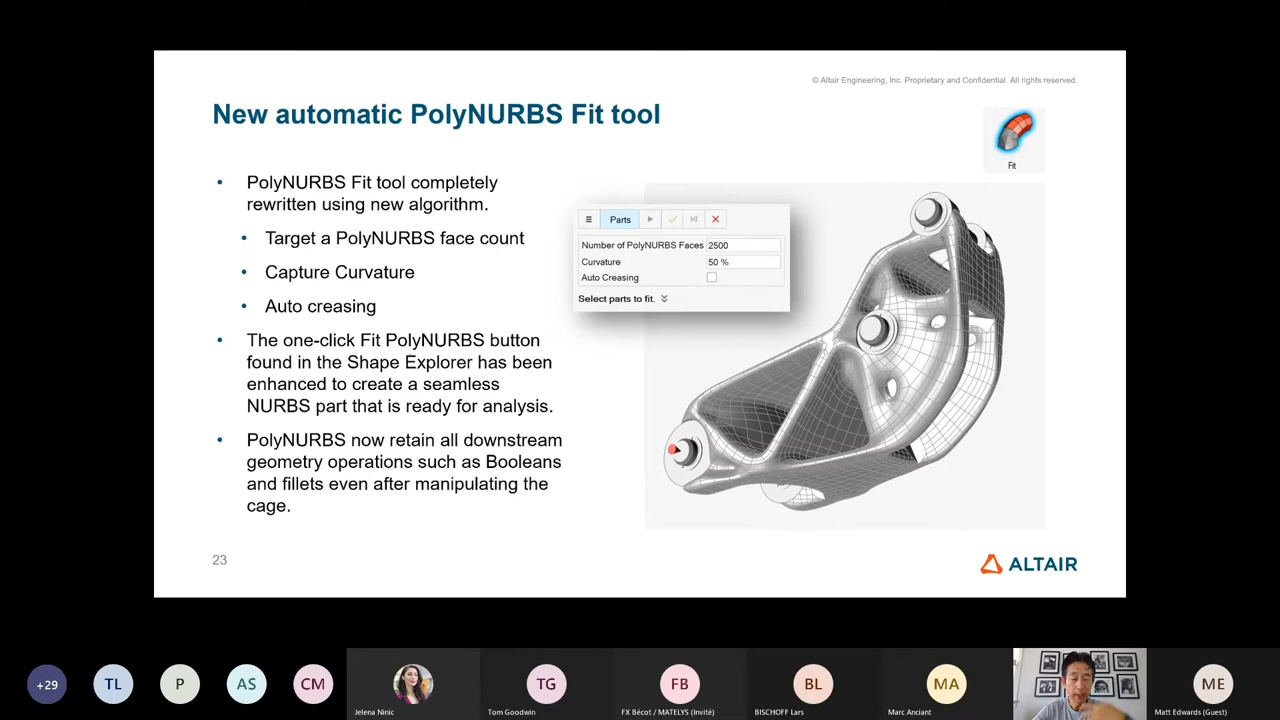 © Altair Engineering, Inc. Proprietary and Confidential. All rights reserved.
New automatic PolyNURBS Fit tool
Fit
• PolyNURBS Fit tool completely
rewritten using new algorithm.
• Target a PolyNURBS face count
• Capture Curvature
• Auto creasing
• The one-click Fit PolyNURBS button
found in the Shape Explorer has been
enhanced to create a seamless
NURBS part that is ready for analysis.
• PolyNURBS now retain all downstream
geometry operations such as Booleans
and fillets even after manipulating the
cage.
Parts
Number of PolyNURBS Faces 2500
Curvature 50 %
Auto Creasing
Select parts to fit.
23
ALTAIR
+29
TL
P
AS
CM
Jelena Ninic
TG
Tom Goodwin
FB
FX Bécot / MATELYS (Invité)
BL
BISCHOFF Lars
MA
Marc Anciant
ME
Matt Edwards (Guest)